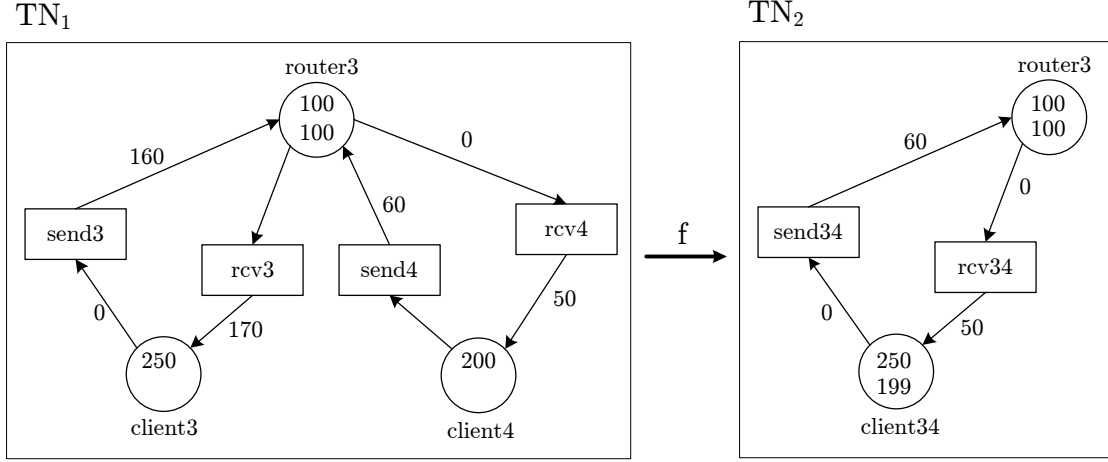 TN₁
TN₂
router3
100
100
0
160
60
send3
rcv3
send4
rcv4
0
170
50
250
200
client3
client4
f
router3
100
100
60
0
send34
rcv34
0
50
250
199
client34